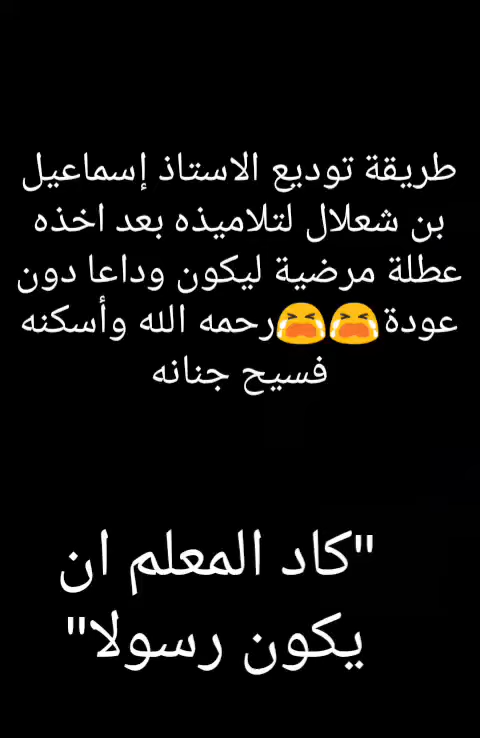 طريقة توديع الاستاذ إسماعيل
بن شعلال لتلاميذه بعد اخذه
عطلة مرضية ليكون وداعا دون
عودة😭😭رحمه الله وأسكنه
فسيح جنانه
"كاد المعلم ان
يكون رسولا"